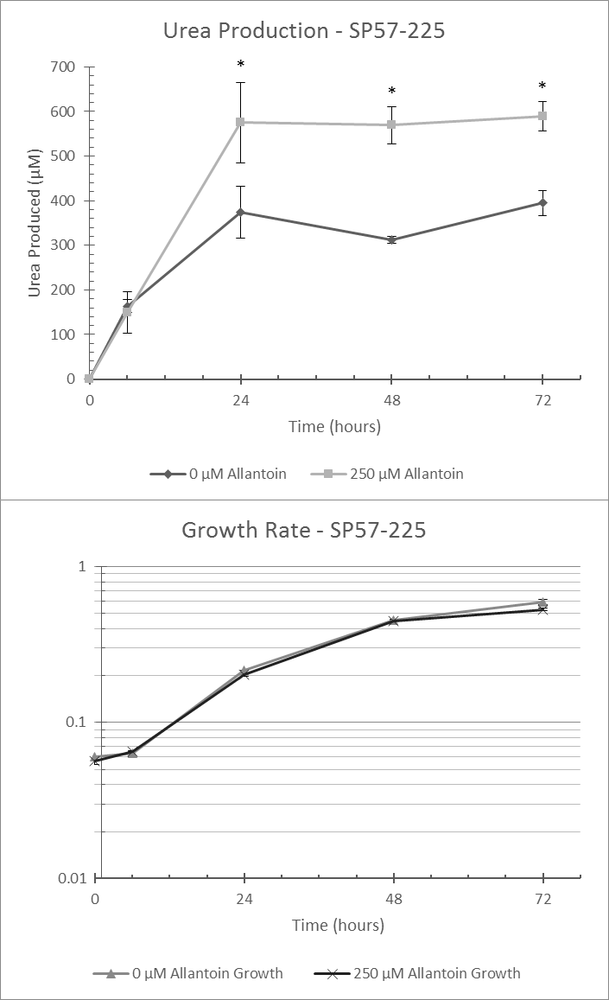 Urea Production - SP57-225
700
600
500
400
300
200
100
0
Urea Produced (µM)
* * *
0 24 48 72
Time (hours)
0 µM Allantoin 250 µM Allantoin
Growth Rate - SP57-225
1
0.1
0.01
0 24 48 72
Time (hours)
0 µM Allantoin Growth 250 µM Allantoin Growth